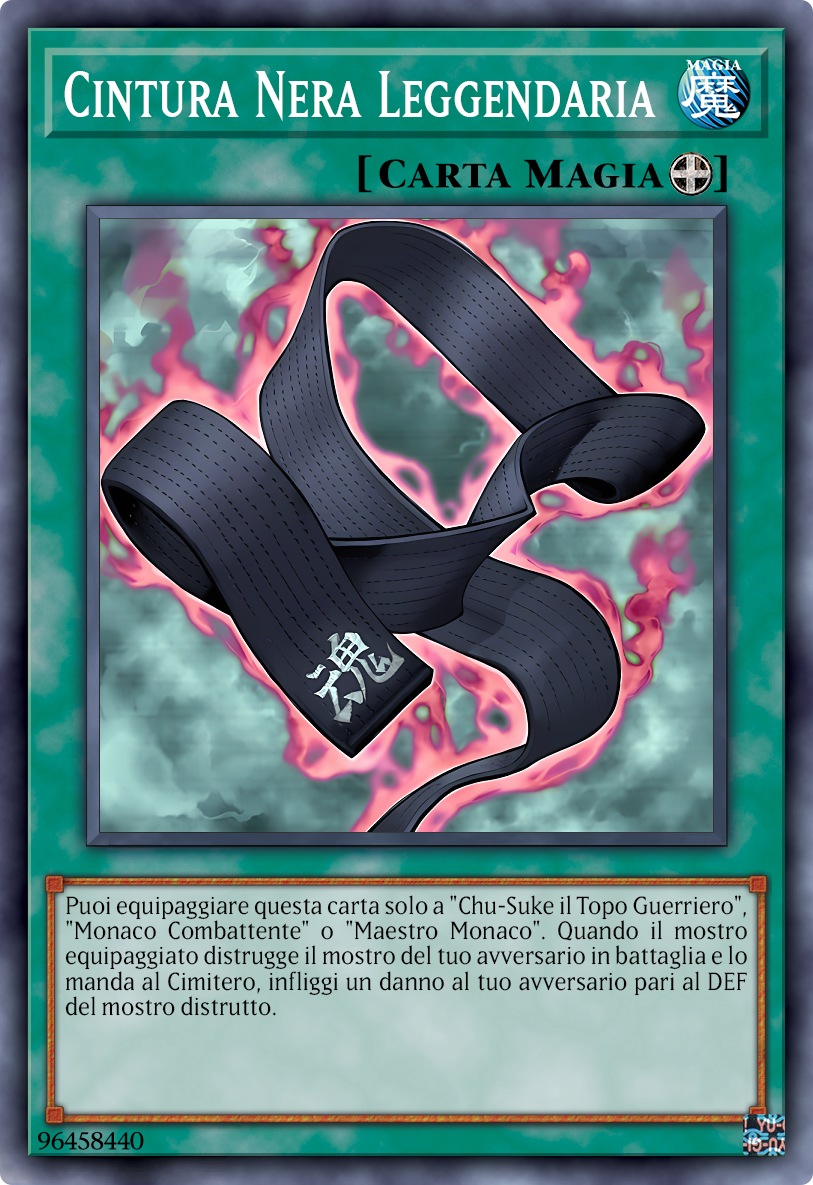 CINTURA NERA LEGGENDARIA
MAGIA
魔
[CARTA MAGIA]
魂
Puoi equipaggiare questa carta solo a "Chu-Suke il Topo Guerriero",
"Monaco Combattente" o "Maestro Monaco". Quando il mostro
equipaggiato distrugge il mostro del tuo avversario in battaglia e lo
manda al Cimitero, infliggi un danno al tuo avversario pari al DEF
del mostro distrutto.
96458440